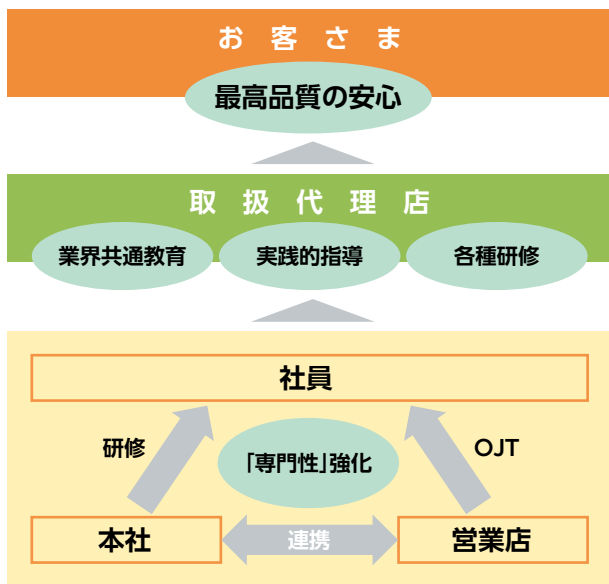 お客さま
最高品質の安心
取扱代理店
業界共通教育 実践的指導 各種研修
社員
研修 「専門性」強化 OJT
本社 連携 営業店